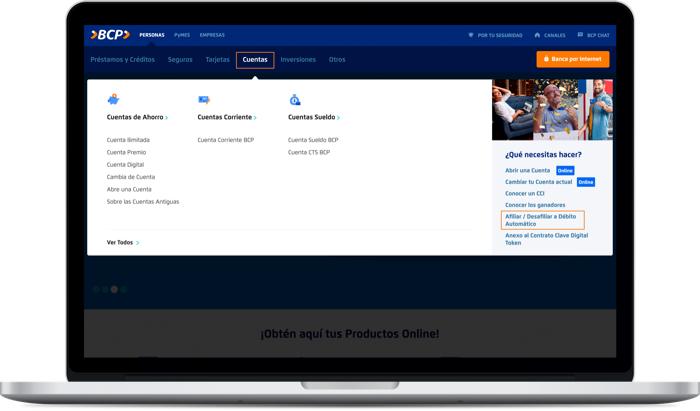 BCP
PERSONAS PyMES EMPRESAS
POR TU SEGURIDAD CANALES BCP CHAT
Préstamos y Créditos Seguros Tarjetas Cuentas Inversiones Otros
Banca por Internet
Cuentas de Ahorro
Cuenta Ilimitada
Cuenta Premio
Cuenta Digital
Cambia de Cuenta
Abre una Cuenta
Sobre las Cuentas Antiguas
Cuentas Corriente
Cuenta Corriente BCP
Cuentas Sueldo
Cuenta Sueldo BCP
Cuenta CTS BCP
Ver Todos
¿Qué necesitas hacer?
Abrir una Cuenta Online
Cambiar tu Cuenta actual Online
Conocer un CCI
Conocer los ganadores
Afiliar / Desafiliar a Débito
Automático
Anexo al Contrato Clave Digital
Token
¡Obtén aquí tus Productos Online!